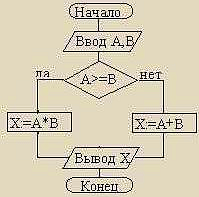 Начало
Ввод A,B
A>=B
да
нет
X:=A*B
X:=A+B
Вывод X
Конец